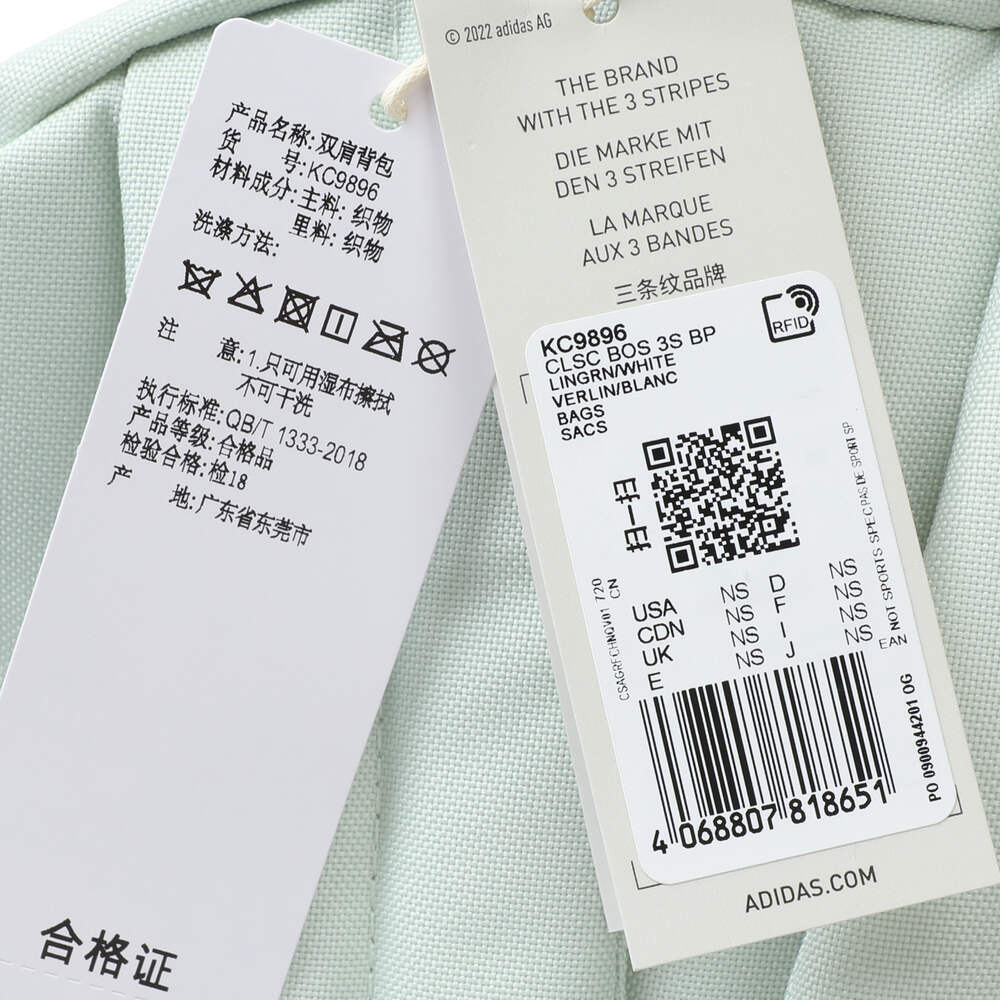 产品名称:双肩背包
货 号:KC9896
材料成分:主料: 织物
里料: 织物
洗涤方法:
注 意:1.只可用湿布擦拭
不可干洗
执行标准:QB/T 1333-2018
产品等级:合格品
检验合格:检18
产 地:广东省东莞市
合格证
© 2022 adidas AG
THE BRAND
WITH THE 3 STRIPES
DIE MARKE MIT
DEN 3 STREIFEN
LA MARQUE
AUX 3 BANDES
三条纹品牌
RFID
KC9896
CLSC BOS 3S BP
LINGRN/WHITE
VERLIN/BLANC
BAGS
SACS
USA NS D NS
CDN NS F NS
UK NS I NS
E NS J NS
CN
EAN NOT SPORTS SPEC PAS DE SPORT SP
PO 0900944201 OG
4 068807 818651
ADIDAS.COM